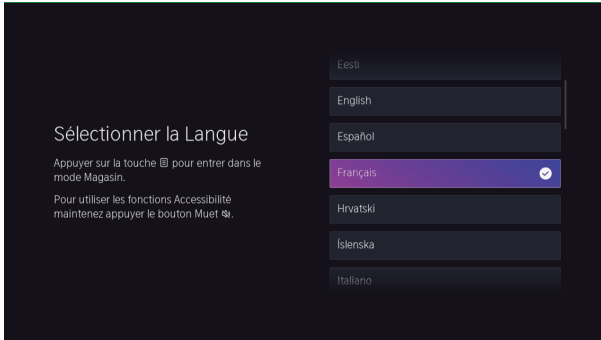 Sélectionner la Langue
Appuyer sur la touche pour entrer dans le
mode Magasin.
Pour utiliser les fonctions Accessibilité
maintenez appuyer le bouton Muet .
Eesti
English
Español
Français
Hrvatski
Íslenska
Italiano